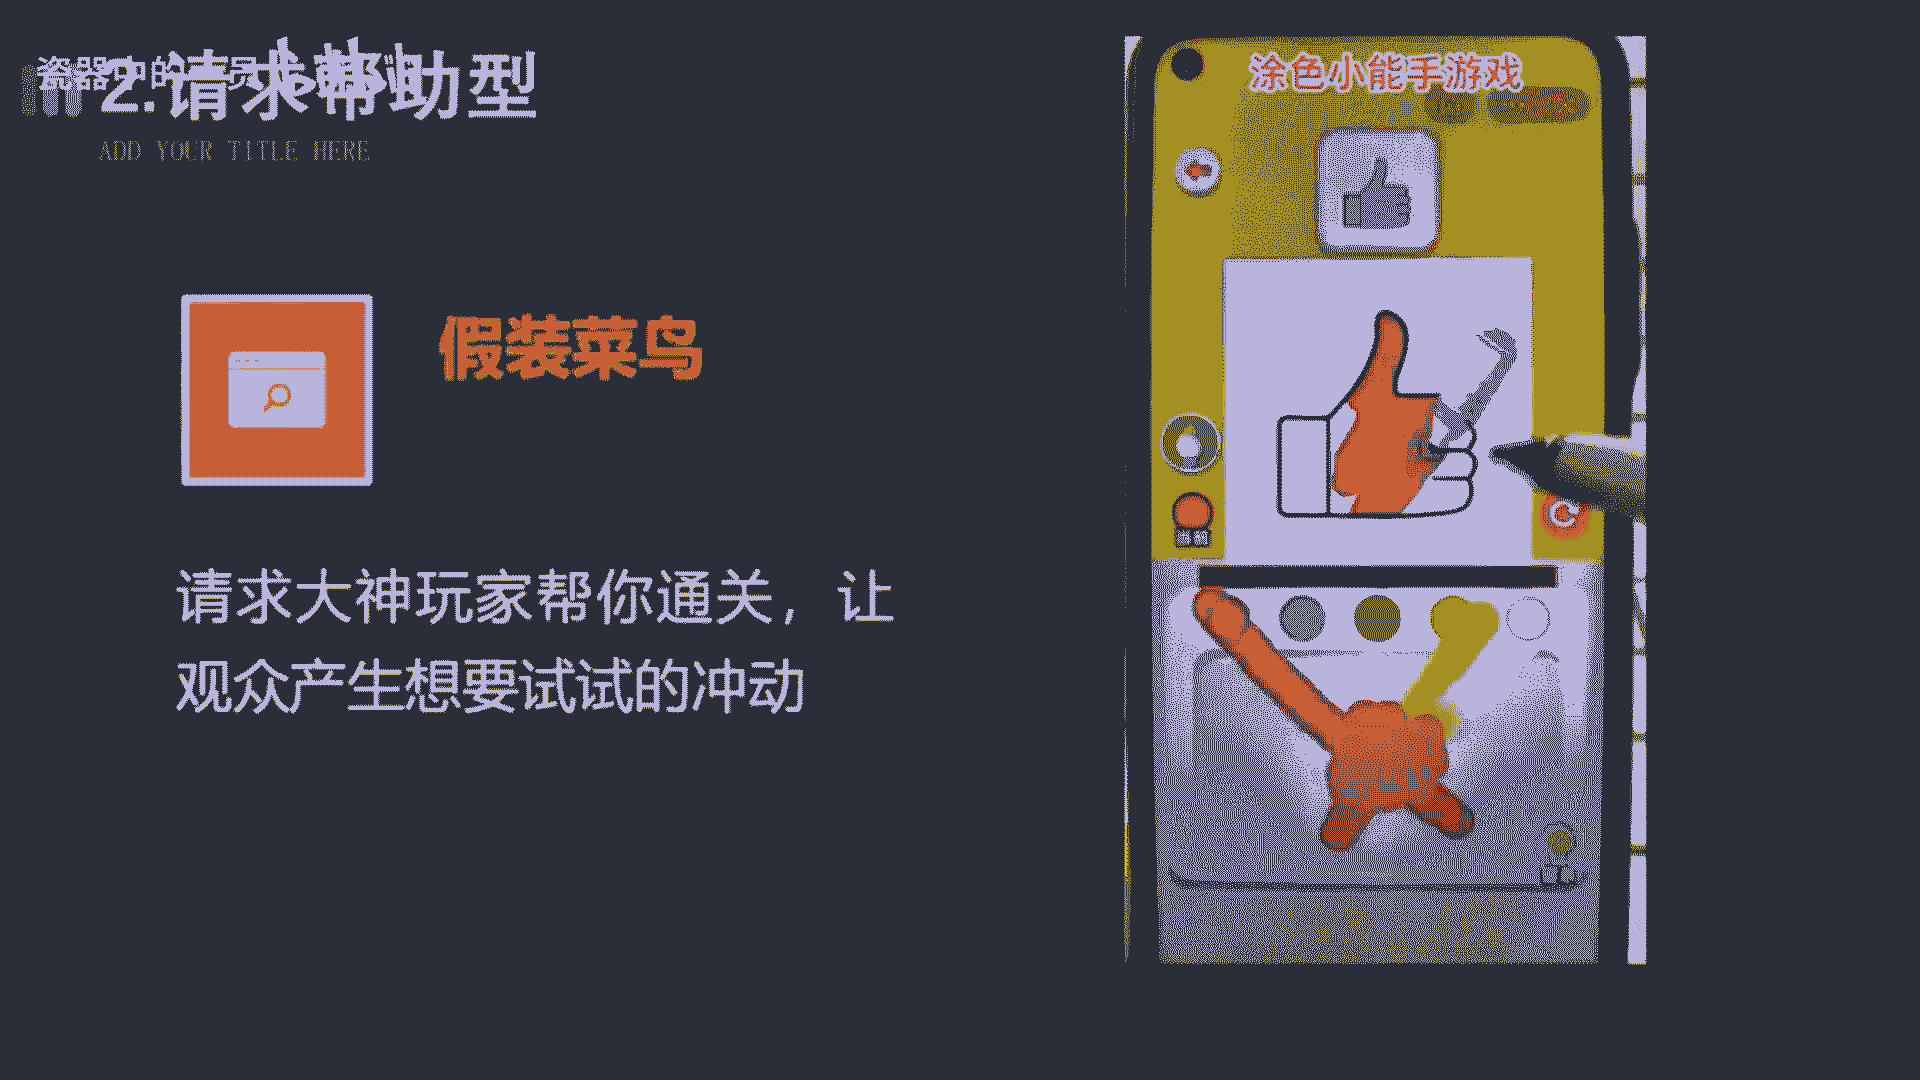 2.请求帮助型
ADD YOUR TITLE HERE
假装菜鸟
请求大神玩家帮你通关，让
观众产生想要试试的冲动
涂色小能手游戏